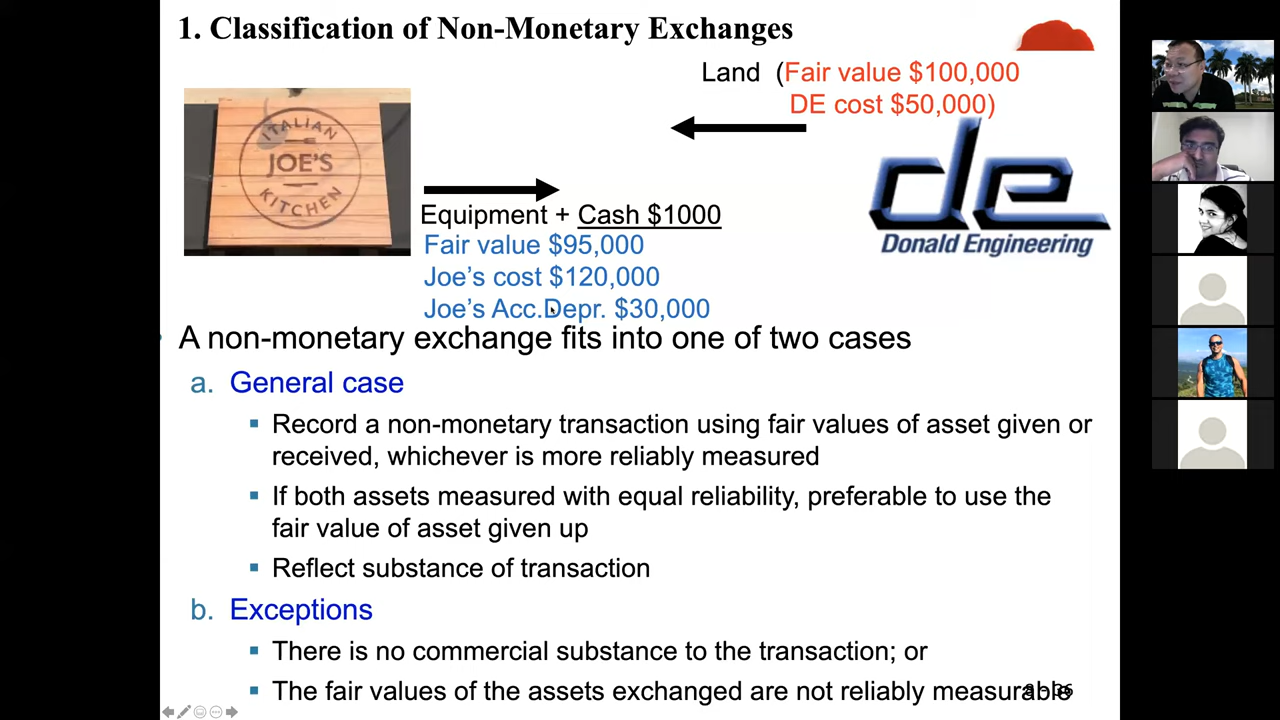 1. Classification of Non-Monetary Exchanges
Land (Fair value $100,000
DE cost $50,000)
ITALIAN
JOE'S
KITCHEN
de
Donald Engineering
Equipment + Cash $1000
Fair value $95,000
Joe’s cost $120,000
Joe’s Acc.Depr. $30,000
A non-monetary exchange fits into one of two cases
a. General case
▪ Record a non-monetary transaction using fair values of asset given or
received, whichever is more reliably measured
▪ If both assets measured with equal reliability, preferable to use the
fair value of asset given up
▪ Reflect substance of transaction
b. Exceptions
▪ There is no commercial substance to the transaction; or
▪ The fair values of the assets exchanged are not reliably measurable